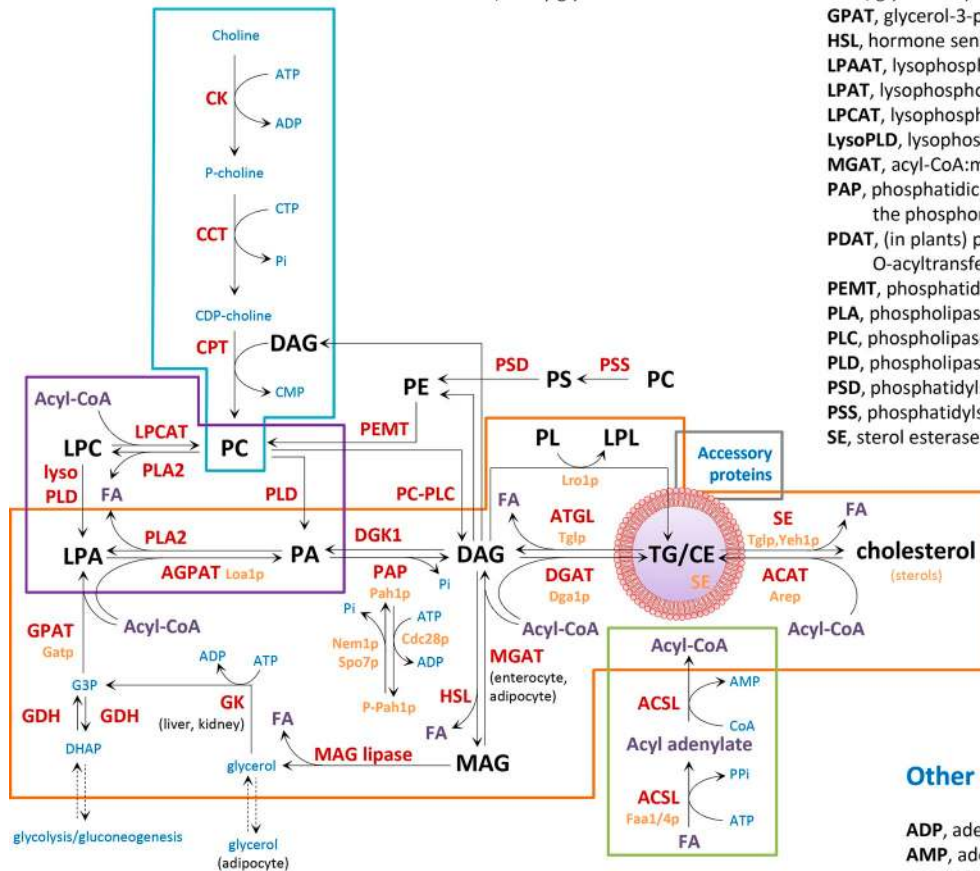 GPAT, glycerol-3-p
HSL, hormone sen
LPAAT, lysophosph
LPAT, lysophospho
LPCAT, lysophosph
LysoPLD, lysophos
MGAT, acyl-CoA:m
PAP, phosphatidic
the phosphor
PDAT, (in plants) p
O-acyltransfe
PEMT, phosphatid
PLA, phospholipas
PLC, phospholipas
PLD, phospholipas
PSD, phosphatidyl
PSS, phosphatidyls
SE, sterol esterase
Choline
ATP
CK
ADP
P-choline
CTP
CCT
Pi
CDP-choline
CPT
DAG
CMP
PE
PSD
PS
PSS
PC
Acyl-CoA
LPCAT
LPC
PC
PEMT
PL
LPL
Accessory
proteins
lyso
PLD
PLA2
FA
PLD
PC-PLC
Lro1p
FA
ATGL
Tglp
SE
Tglp,Yeh1p
FA
LPA
PLA2
AGPAT
Loa1p
PA
DGK1
PAP
Pah1p
Pi
DAG
DGAT
Dga1p
TG/CE
SE
ACAT
Arep
cholesterol
(sterols)
Acyl-CoA
Acyl-CoA
Acyl-CoA
GPAT
Gatp
Pi
ATP
Nem1p
Spo7p
Cdc28p
ADP
P-Pah1p
MGAT
(enterocyte,
adipocyte)
HSL
FA
MAG
ADP
ATP
G3P
GK
(liver, kidney)
GDH
GDH
DHAP
FA
MAG lipase
glycerol
glycolysis/gluconeogenesis
glycerol
(adipocyte)
Acyl-CoA
AMP
ACSL
CoA
Acyl adenylate
PPi
ACSL
Faa1/4p
ATP
FA
Other
ADP, ade
AMP, ade